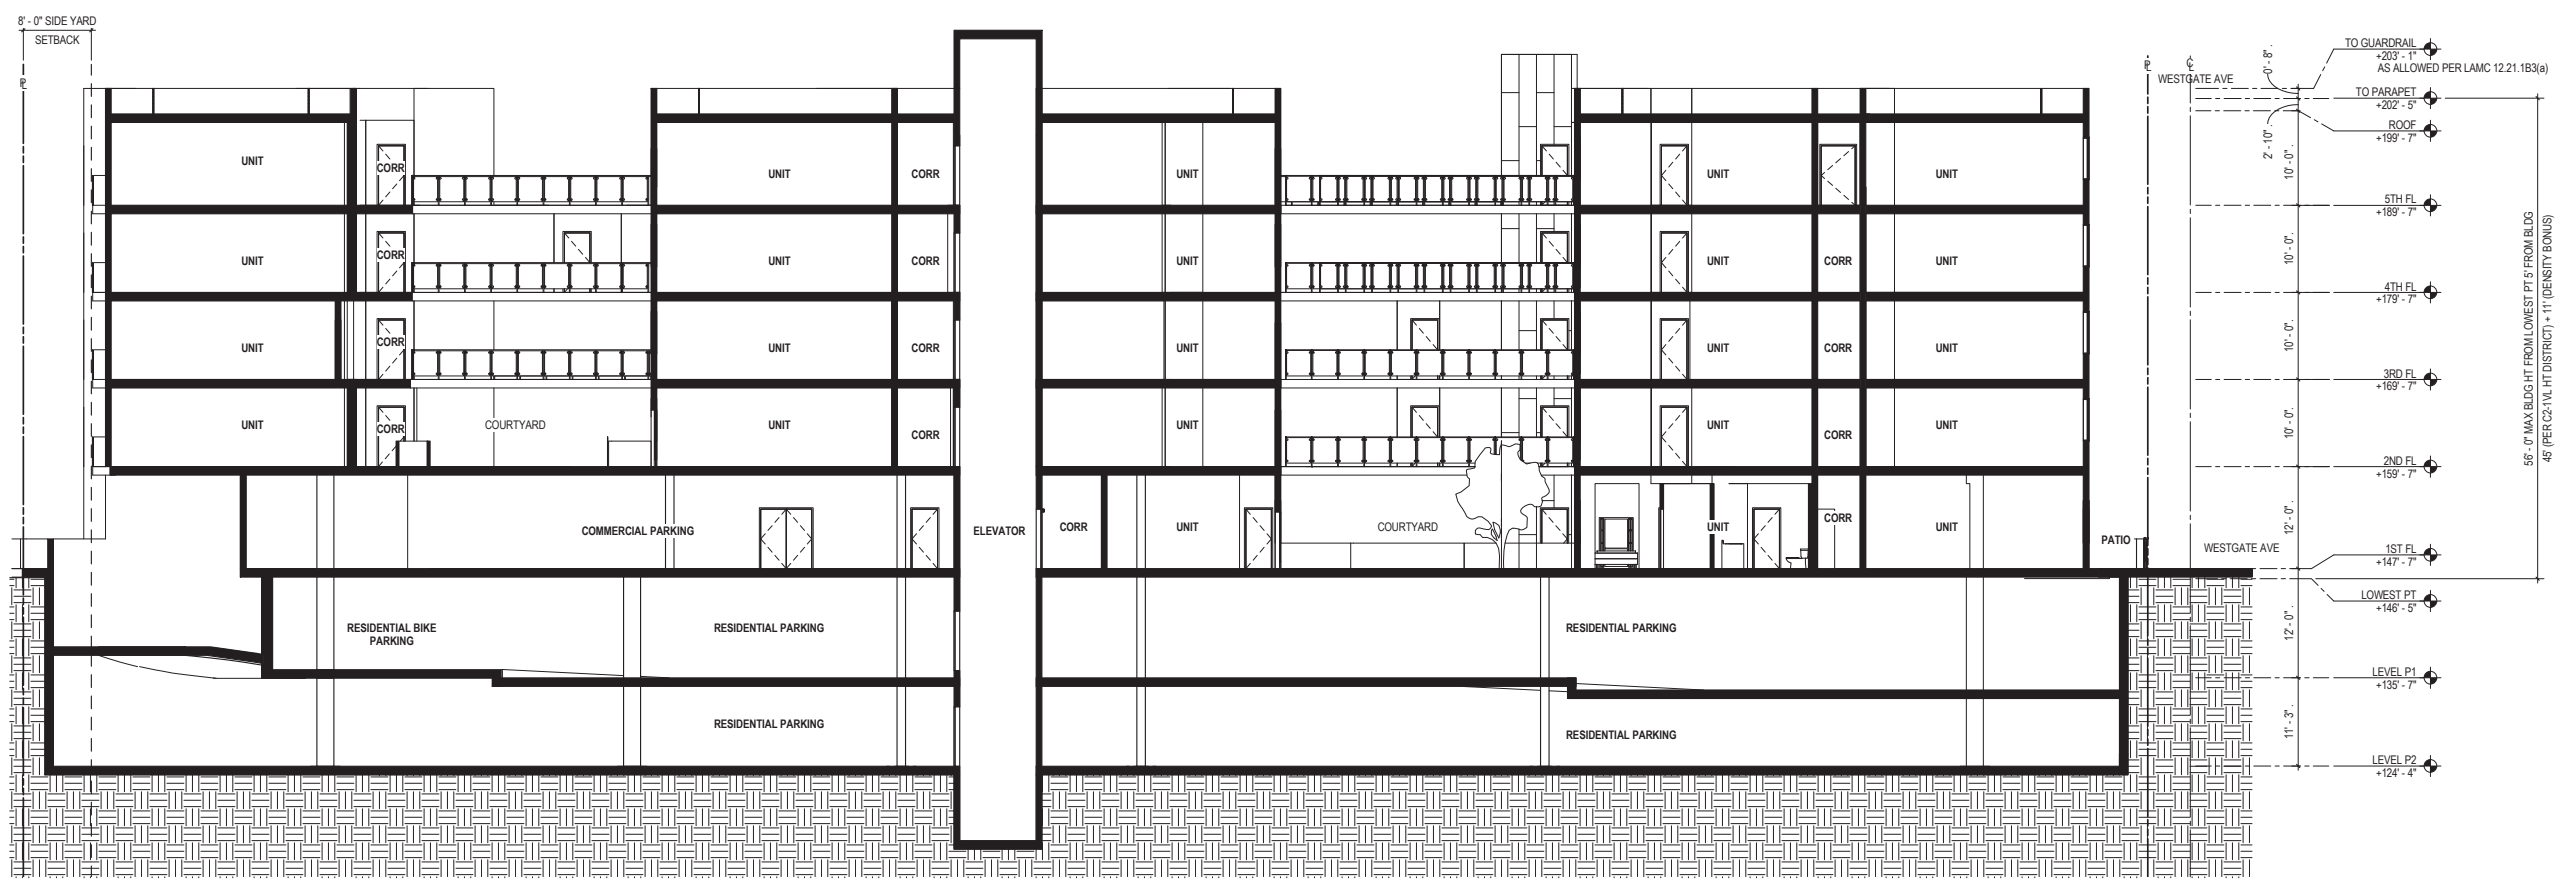 8' - 0" SIDE YARD
SETBACK
TO GUARDRAIL
+203' - 1"
AS ALLOWED PER LAMC 12.21.1B3(a)
WESTGATE AVE
TO PARAPET
+202' - 5"
ROOF
+199' - 7"
0' - 8".
2' - 10".
UNIT
CORR
UNIT
CORR
UNIT
UNIT
UNIT
10' - 0".
5TH FL
+189' - 7"
UNIT
CORR
UNIT
CORR
UNIT
UNIT
CORR
UNIT
10' - 0".
4TH FL
+179' - 7"
UNIT
CORR
UNIT
CORR
UNIT
UNIT
CORR
UNIT
10' - 0".
3RD FL
+169' - 7"
UNIT
CORR
COURTYARD
UNIT
CORR
UNIT
UNIT
CORR
UNIT
10' - 0".
2ND FL
+159' - 7"
56' - 0" MAX BLDG HT FROM LOWEST PT 5' FROM BLDG
45' (PER C2-1VL HT DISTRICT) + 11' (DENSITY BONUS)
COMMERCIAL PARKING
ELEVATOR
CORR
UNIT
COURTYARD
UNIT
CORR
UNIT
PATIO
WESTGATE AVE
12' - 0".
1ST FL
+147' - 7"
LOWEST PT
+146' - 5"
RESIDENTIAL BIKE
PARKING
RESIDENTIAL PARKING
RESIDENTIAL PARKING
12' - 0".
LEVEL P1
+135' - 7"
RESIDENTIAL PARKING
RESIDENTIAL PARKING
11' - 3".
LEVEL P2
+124' - 4"